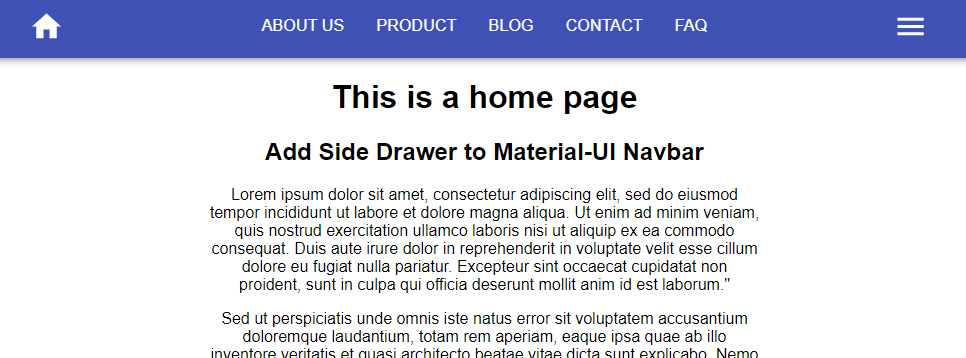 ABOUT US PRODUCT BLOG CONTACT FAQ
This is a home page
Add Side Drawer to Material-UI Navbar
Lorem ipsum dolor sit amet, consectetur adipiscing elit, sed do eiusmod
tempor incididunt ut labore et dolore magna aliqua. Ut enim ad minim veniam,
quis nostrud exercitation ullamco laboris nisi ut aliquip ex ea commodo
consequat. Duis aute irure dolor in reprehenderit in voluptate velit esse cillum
dolore eu fugiat nulla pariatur. Excepteur sint occaecat cupidatat non
proident, sunt in culpa qui officia deserunt mollit anim id est laborum."
Sed ut perspiciatis unde omnis iste natus error sit voluptatem accusantium
doloremque laudantium, totam rem aperiam, eaque ipsa quae ab illo
inventore veritatis et quasi architecto beatae vitae dicta sunt explicabo. Nemo